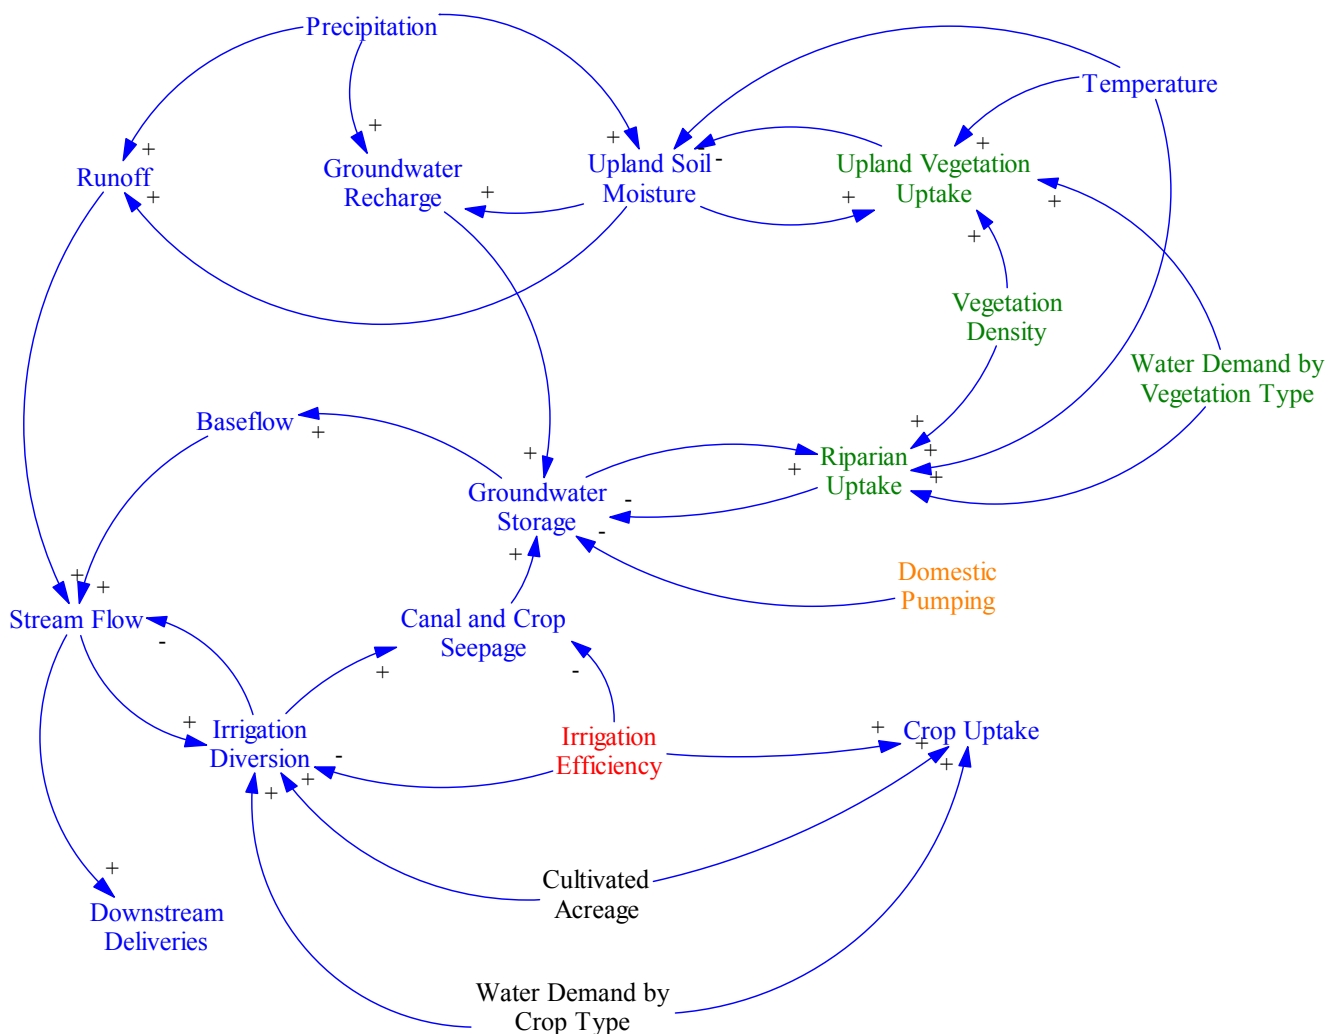 Precipitation
Temperature
+
+
+
+
Runoff
Groundwater
Recharge
Upland Soil
Moisture
Upland Vegetation
Uptake
-
-
+
+
+
+
+
Vegetation
Density
Water Demand by
Vegetation Type
Baseflow
+
+
+
+
+
+
Riparian
Uptake
Groundwater
Storage
-
-
+
Domestic
Pumping
+
+
Stream Flow
-
Canal and Crop
Seepage
+
-
+
Irrigation
Diversion
-
+
+
Irrigation
Efficiency
+
+
+
Crop Uptake
Cultivated
Acreage
+
Downstream
Deliveries
Water Demand by
Crop Type